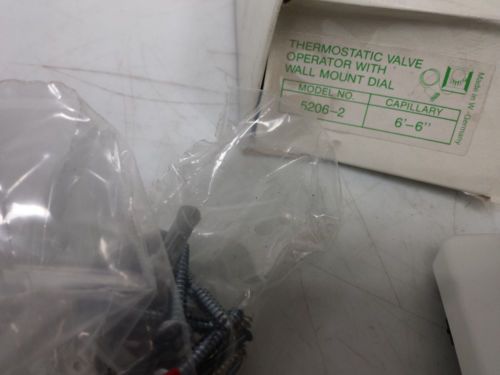 THERMOSTATIC VALVE
OPERATOR WITH
WALL MOUNT DIAL
MODEL NO. CAPILLARY
5206-2 6'-6"
Made in W.-Germany